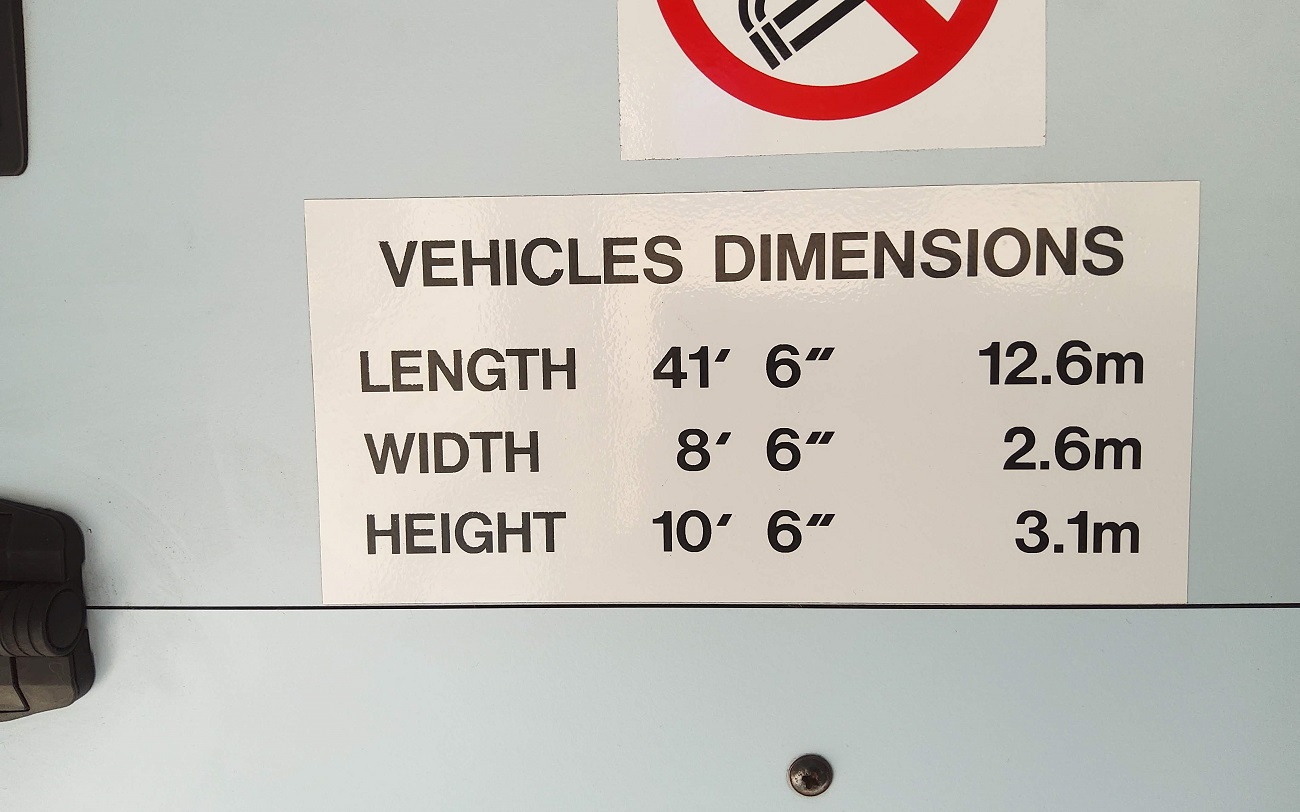 VEHICLES DIMENSIONS
LENGTH 41′ 6″ 12.6m
WIDTH 8′ 6″ 2.6m
HEIGHT 10′ 6″ 3.1m